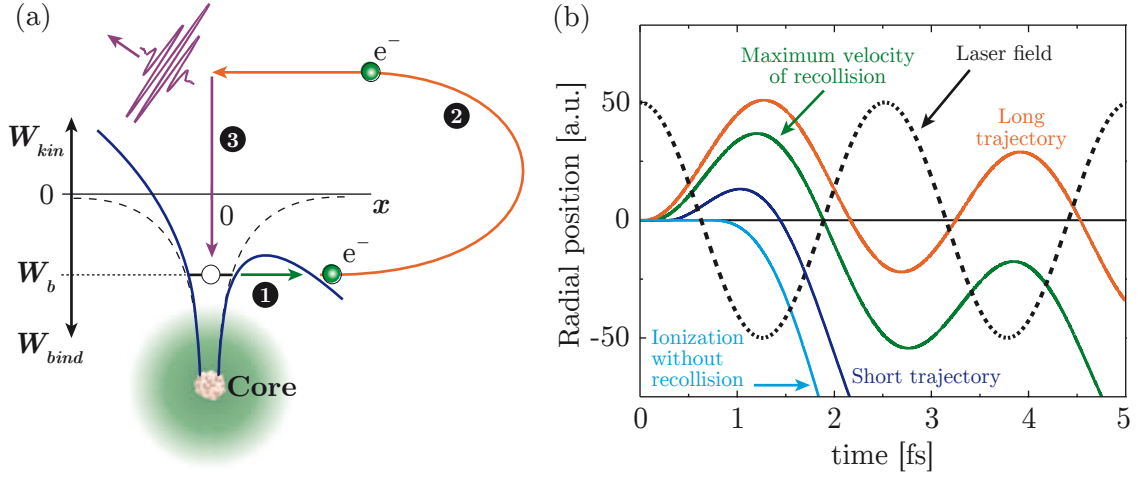 (a)
e⁻
2
W_kin
3
0
0
x
W_b
e⁻
1
W_bind
Core
(b)
Maximum velocity
of recollision
Laser field
Long
trajectory
Ionization
without
recollision
Short trajectory
Radial position [a.u.]
50
0
-50
0
1
2
3
4
5
time [fs]